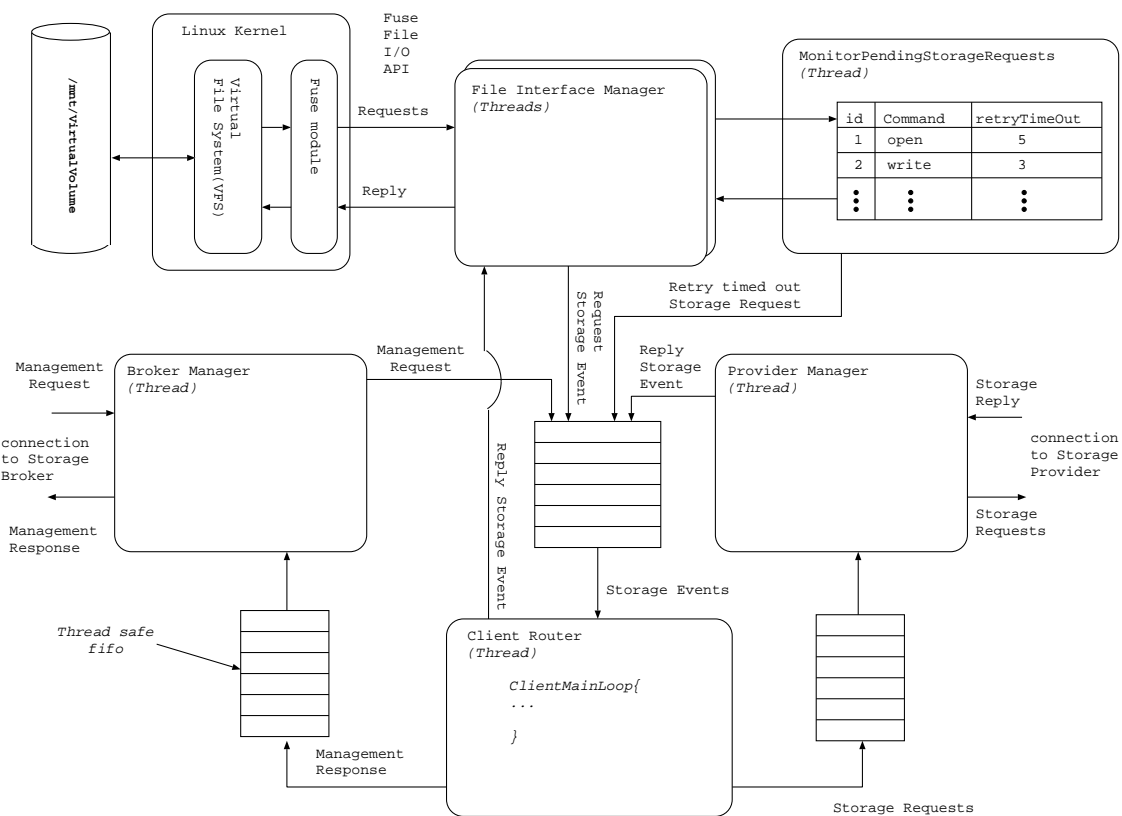 Linux Kernel
Fuse
File
I/O
API
/mnt/VirtualVolume
Virtual
File System(VFS)
Fuse module
Requests
Reply
File Interface Manager
(Threads)
MonitorPendingStorageRequests
(Thread)
id Command retryTimeOut
1 open 5
2 write 3
Retry timed out
Storage Request
Request
Storage Event
Management
Request
Broker Manager
(Thread)
Management
Request
Reply
Storage
Event
Provider Manager
(Thread)
Storage
Reply
connection
to Storage
Broker
connection
to Storage
Provider
Management
Response
Storage
Requests
Reply Storage Event
Storage Events
Thread safe
fifo
Client Router
(Thread)
ClientMainLoop{
...
}
Management
Response
Storage Requests